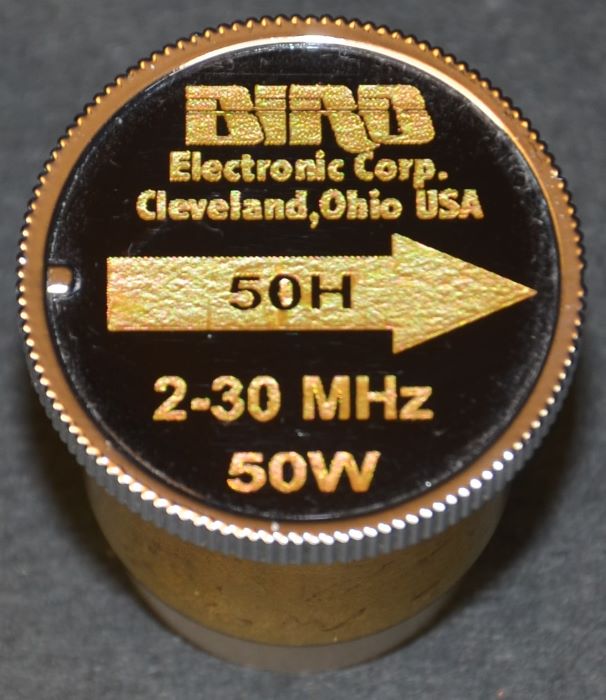 BIRD
Electronic Corp.
Cleveland,Ohio USA
50H
2-30 MHz
50W